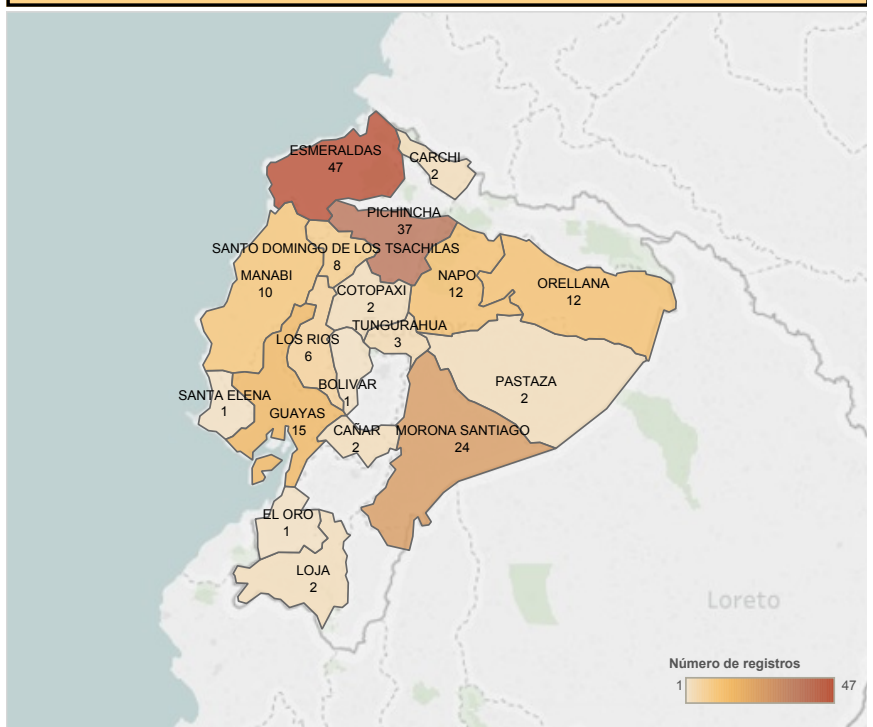 ESMERALDAS
47
CARCHI
2
PICHINCHA
37
SANTO DOMINGO DE LOS TSACHILAS
8
MANABI
10
NAPO
12
ORELLANA
12
COTOPAXI
2
TUNGURAHUA
3
LOS RIOS
6
BOLIVAR
1
PASTAZA
2
SANTA ELENA
1
GUAYAS
15
CAÑAR
2
MORONA SANTIAGO
24
EL ORO
1
LOJA
2
Loreto
Número de registros
1 47